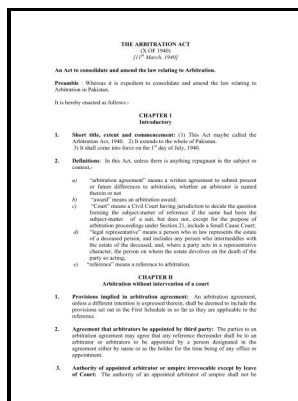 THE ARBITRATION ACT
(X OF 1940)
[11th March, 1940]
An Act to consolidate and amend the law relating to Arbitration.
Preamble : Whereas it is expedient to consolidate and amend the law relating to
Arbitration in Pakistan.
It is hereby enacted as follows:-
CHAPTER I
Introductory
1. Short title, extent and commencement: (1) This Act maybe called the
Arbitration Act, 1940. 2) It extends to the whole of Pakistan.
3) It shall come into force on the 1st day of July, 1940.
2. Definitions: In this Act, unless there is anything repugnant in the subject or
context,-
a) "arbitration agreement" means a written agreement to submit present
or future differences to arbitration, whether an arbitrator is named
therein or not
b) "award" means an arbitration award;
c) "Court" means a Civil Court having jurisdiction to decide the question
forming the subject-matter of reference if the same had been the
subject-matter of a suit, but does not, except for the purpose of
arbitration proceedings under Section 21, include a Small Cause Court;
d) "legal representative" means a person who in law represents the estate
of a deceased person, and includes any person who intermeddles with
the estate of the deceased, and, where a party acts in a representative
character, the person on whom the estate devolves on the death of the
party so acting;
e) "reference" means a reference to arbitration.
CHAPTER II
Arbitration without intervention of a court
1. Provisions implied in arbitration agreement: An arbitration agreement,
unless a different intention is expressed therein, shall be deemed to include the
provisions set out in the First Schedule in so far as they are applicable to the
reference.
2. Agreement that arbitrators be appointed by third party: The parties to an
arbitration agreement may agree that any reference thereunder shall be to an
arbitrator or arbitrators to be appointed by a person designated in the
agreement either by name or as the holder for the time being of any office or
appointment.
3. Authority of appointed arbitrator or umpire irrevocable except by leave
of Court: The authority of an appointed arbitrator of umpire shall not be